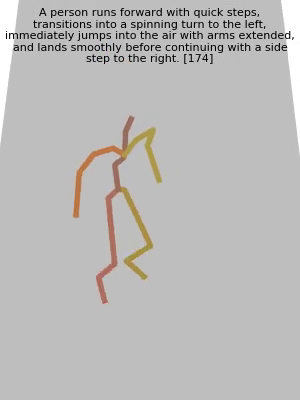 A person runs forward with quick steps,
transitions into a spinning turn to the left,
immediately jumps into the air with arms extended,
and lands smoothly before continuing with a side
step to the right. [174]